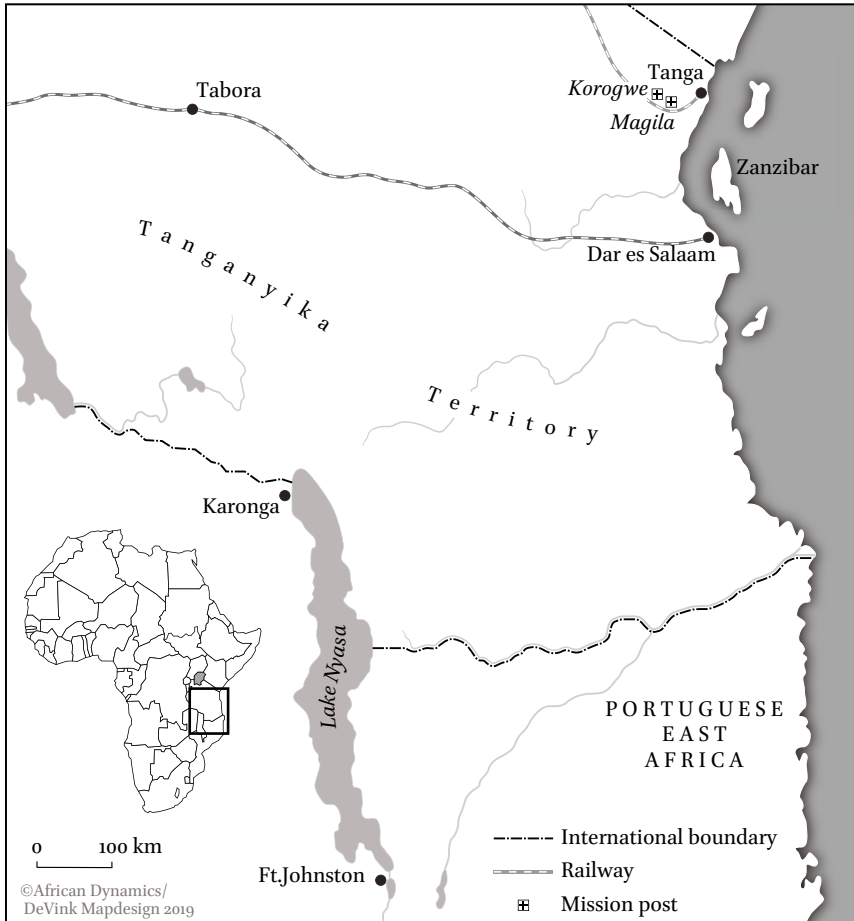 Tanga
Korogwe
Magila
Tabora
Zanzibar
Dar es Salaam
Tanganyika
Territory
Karonga
Lake Nyasa
PORTUGUESE
EAST
AFRICA
0 100 km
Ft.Johnston
International boundary
Railway
Mission post
©African Dynamics/
DeVink Mapdesign 2019